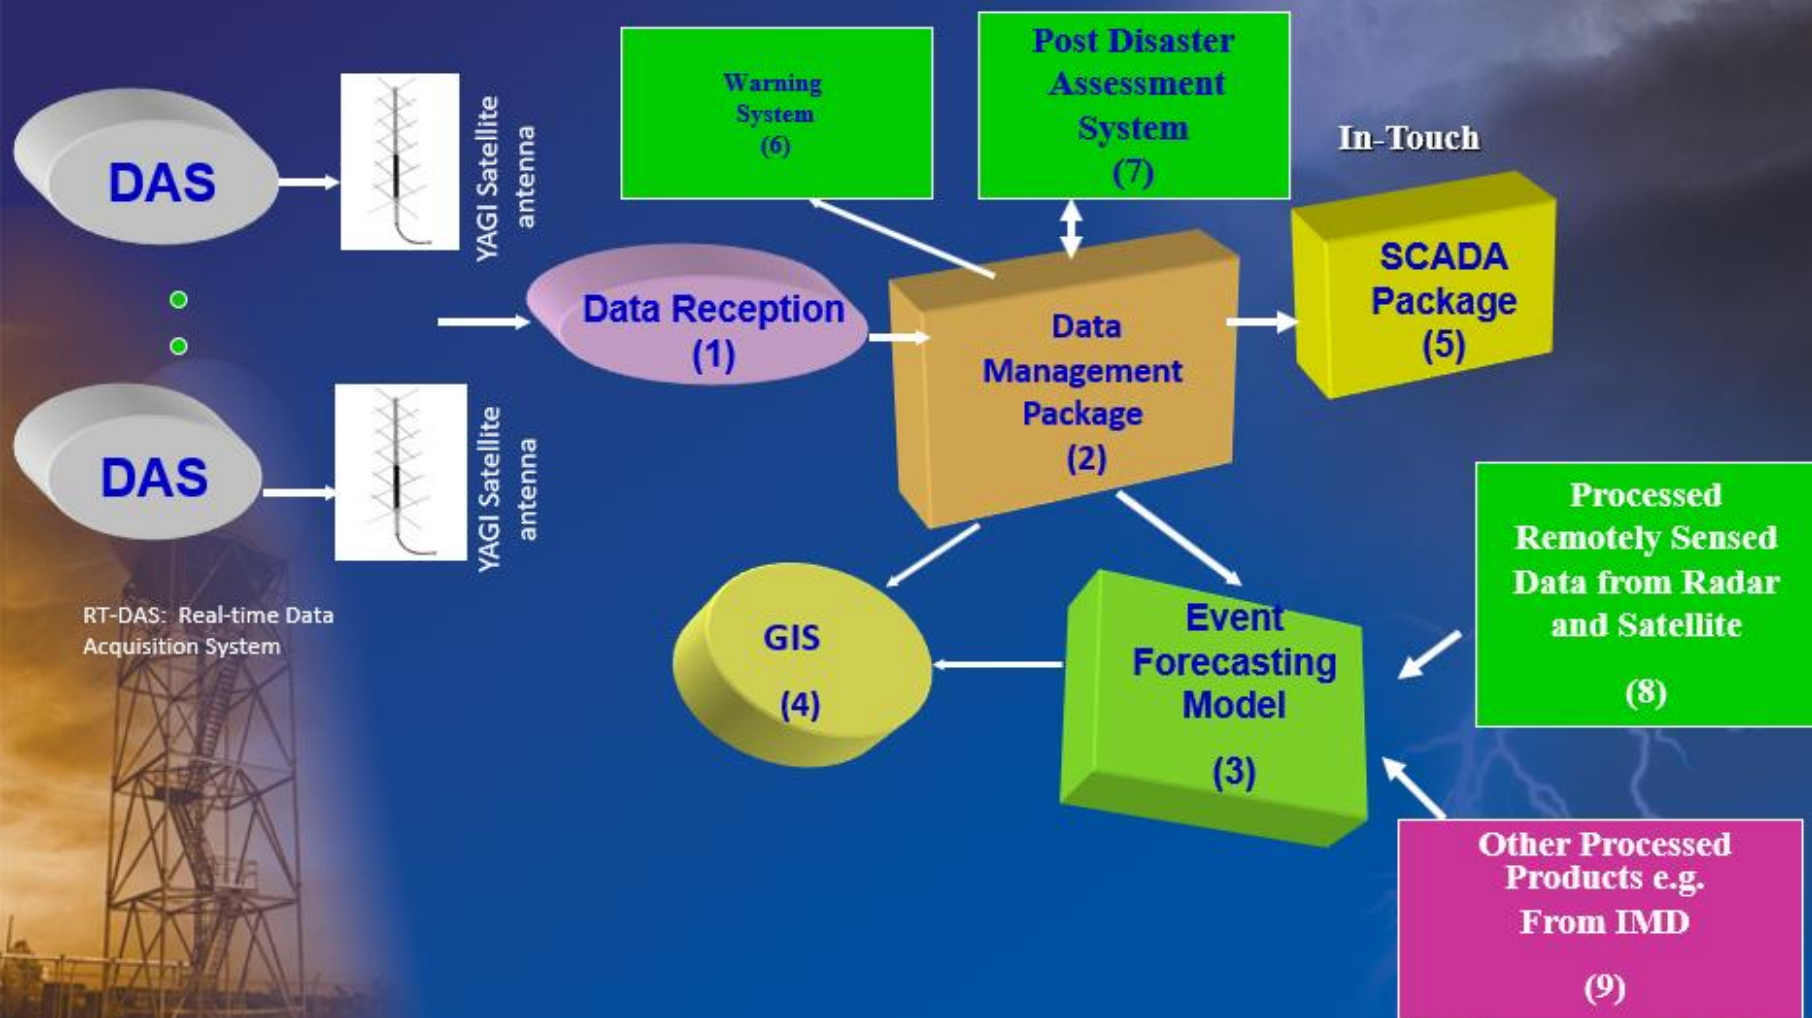 DAS
YAGI Satellite
antenna
Warning
System
(6)
Post Disaster
Assessment
System
(7)
In-Touch
SCADA
Package
(5)
Data Reception
(1)
Data
Management
Package
(2)
DAS
YAGI Satellite
antenna
RT-DAS: Real-time Data
Acquisition System
GIS
(4)
Event
Forecasting
Model
(3)
Processed
Remotely Sensed
Data from Radar
and Satellite
(8)
Other Processed
Products e.g.
From IMD
(9)